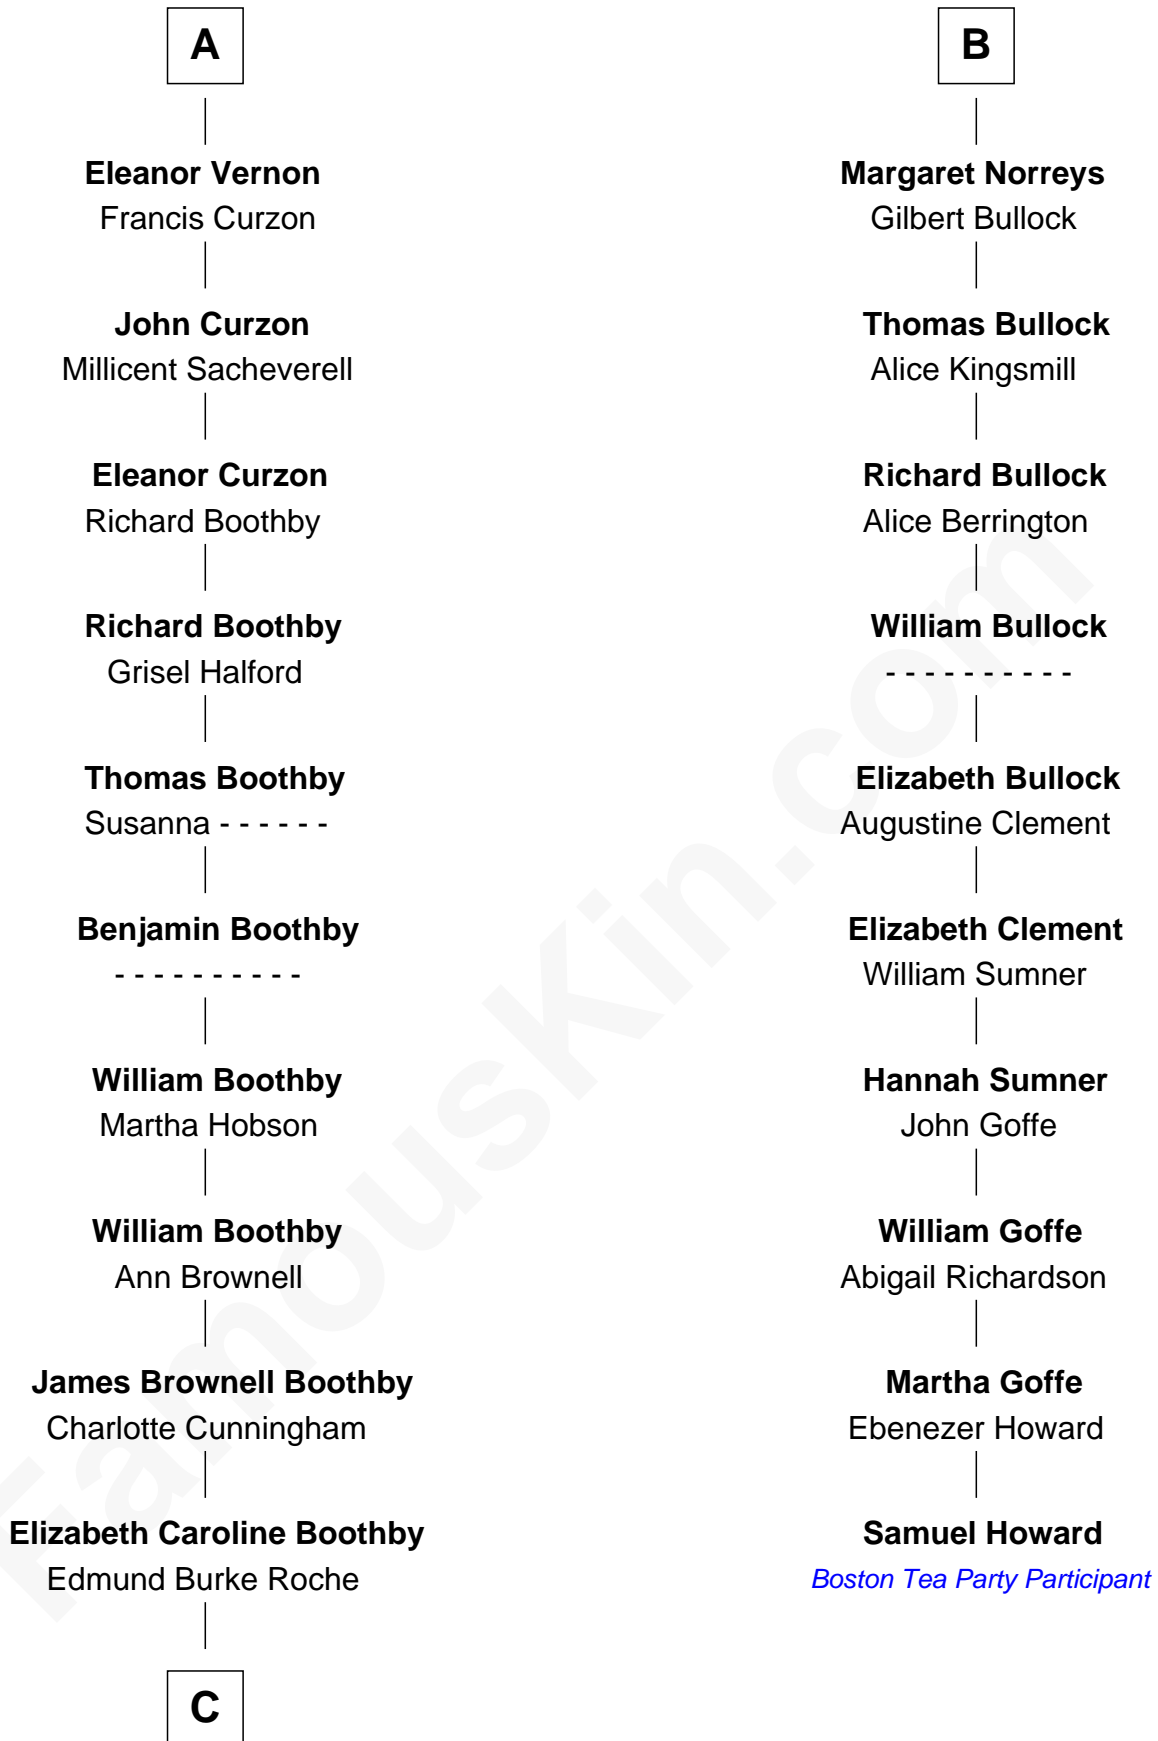 A
Eleanor Vernon
Francis Curzon
John Curzon
Millicent Sacheverell
Eleanor Curzon
Richard Boothby
Richard Boothby
Grisel Halford
Thomas Boothby
Susanna - - - - - -
Benjamin Boothby
- - - - - - - - - -
William Boothby
Martha Hobson
William Boothby
Ann Brownell
James Brownell Boothby
Charlotte Cunningham
Elizabeth Caroline Boothby
Edmund Burke Roche
C
B
Margaret Norreys
Gilbert Bullock
Thomas Bullock
Alice Kingsmill
Richard Bullock
Alice Berrington
William Bullock
- - - - - - - - - -
Elizabeth Bullock
Augustine Clement
Elizabeth Clement
William Sumner
Hannah Sumner
John Goffe
William Goffe
Abigail Richardson
Martha Goffe
Ebenezer Howard
Samuel Howard
Boston Tea Party Participant
FamousKin.com